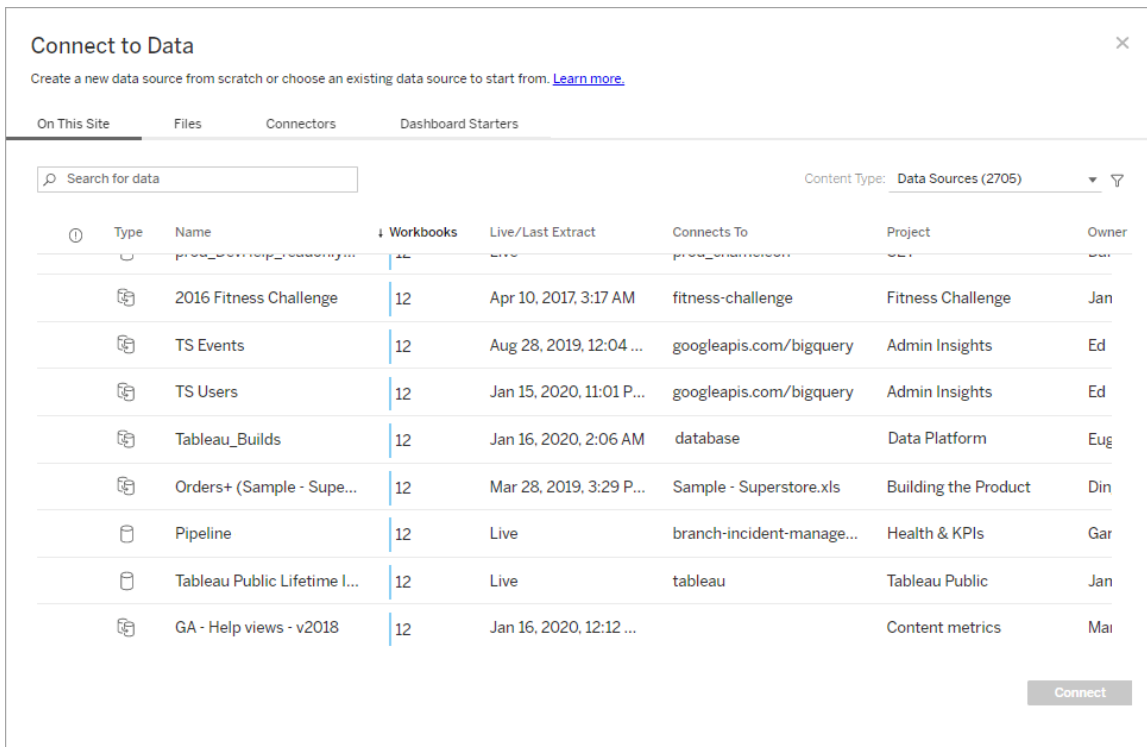 Connect to Data
Create a new data source from scratch or choose an existing data source to start from. Learn more.
On This Site Files Connectors Dashboard Starters
Search for data Content Type: Data Sources (2705)
Type Name ↓ Workbooks Live/Last Extract Connects To Project Owner
12 Live
2016 Fitness Challenge 12 Apr 10, 2017, 3:17 AM fitness-challenge Fitness Challenge Jan
TS Events 12 Aug 28, 2019, 12:04 ... googleapis.com/bigquery Admin Insights Ed
TS Users 12 Jan 15, 2020, 11:01 P... googleapis.com/bigquery Admin Insights Ed
Tableau_Builds 12 Jan 16, 2020, 2:06 AM database Data Platform Eug
Orders+ (Sample - Supe... 12 Mar 28, 2019, 3:29 P... Sample - Superstore.xls Building the Product Din
Pipeline 12 Live branch-incident-manage... Health & KPIs Gar
Tableau Public Lifetime I... 12 Live tableau Tableau Public Jan
GA - Help views - v2018 12 Jan 16, 2020, 12:12 ... Content metrics Mar
Connect